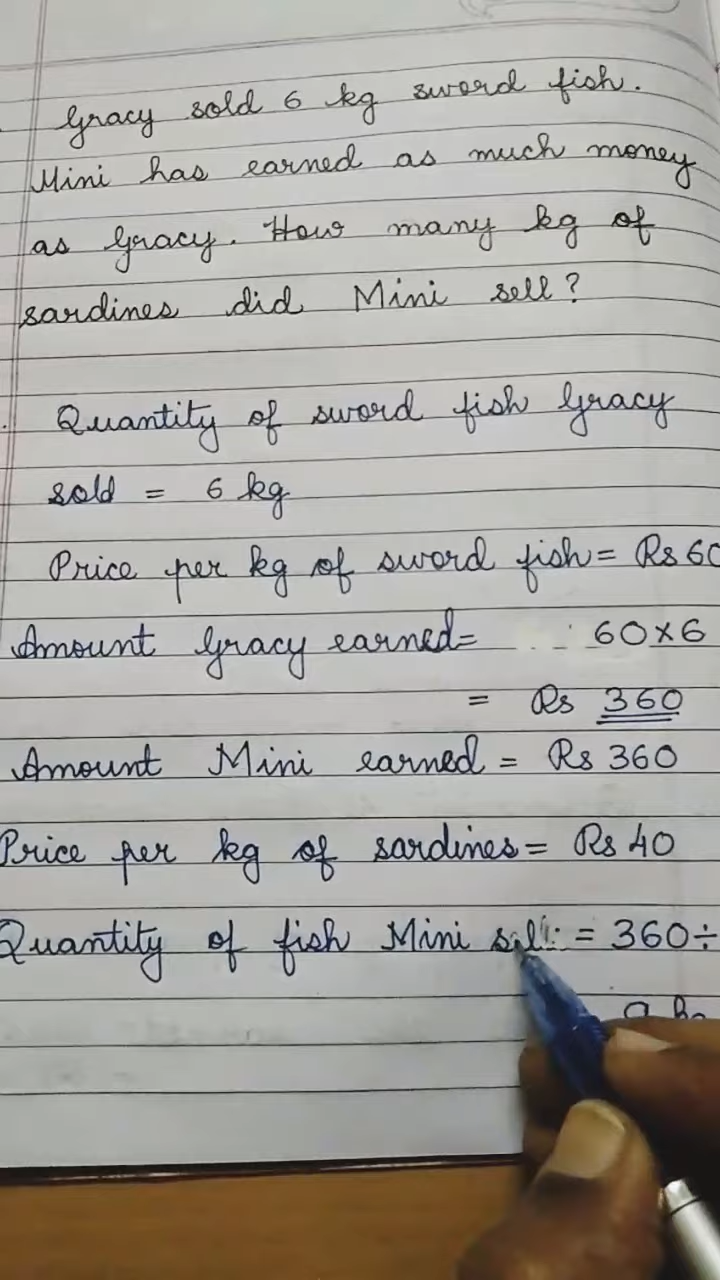 Gracy sold 6 kg sword fish.
Mini has earned as much money
as Gracy. How many kg of
sardines did Mini sell?
Quantity of sword fish Gracy
sold = 6 kg
Price per kg of sword fish = Rs 60
Amount Gracy earned = 60×6
= Rs 360
Amount Mini earned = Rs 360
Price per kg of sardines = Rs 40
Quantity of fish Mini = 360÷